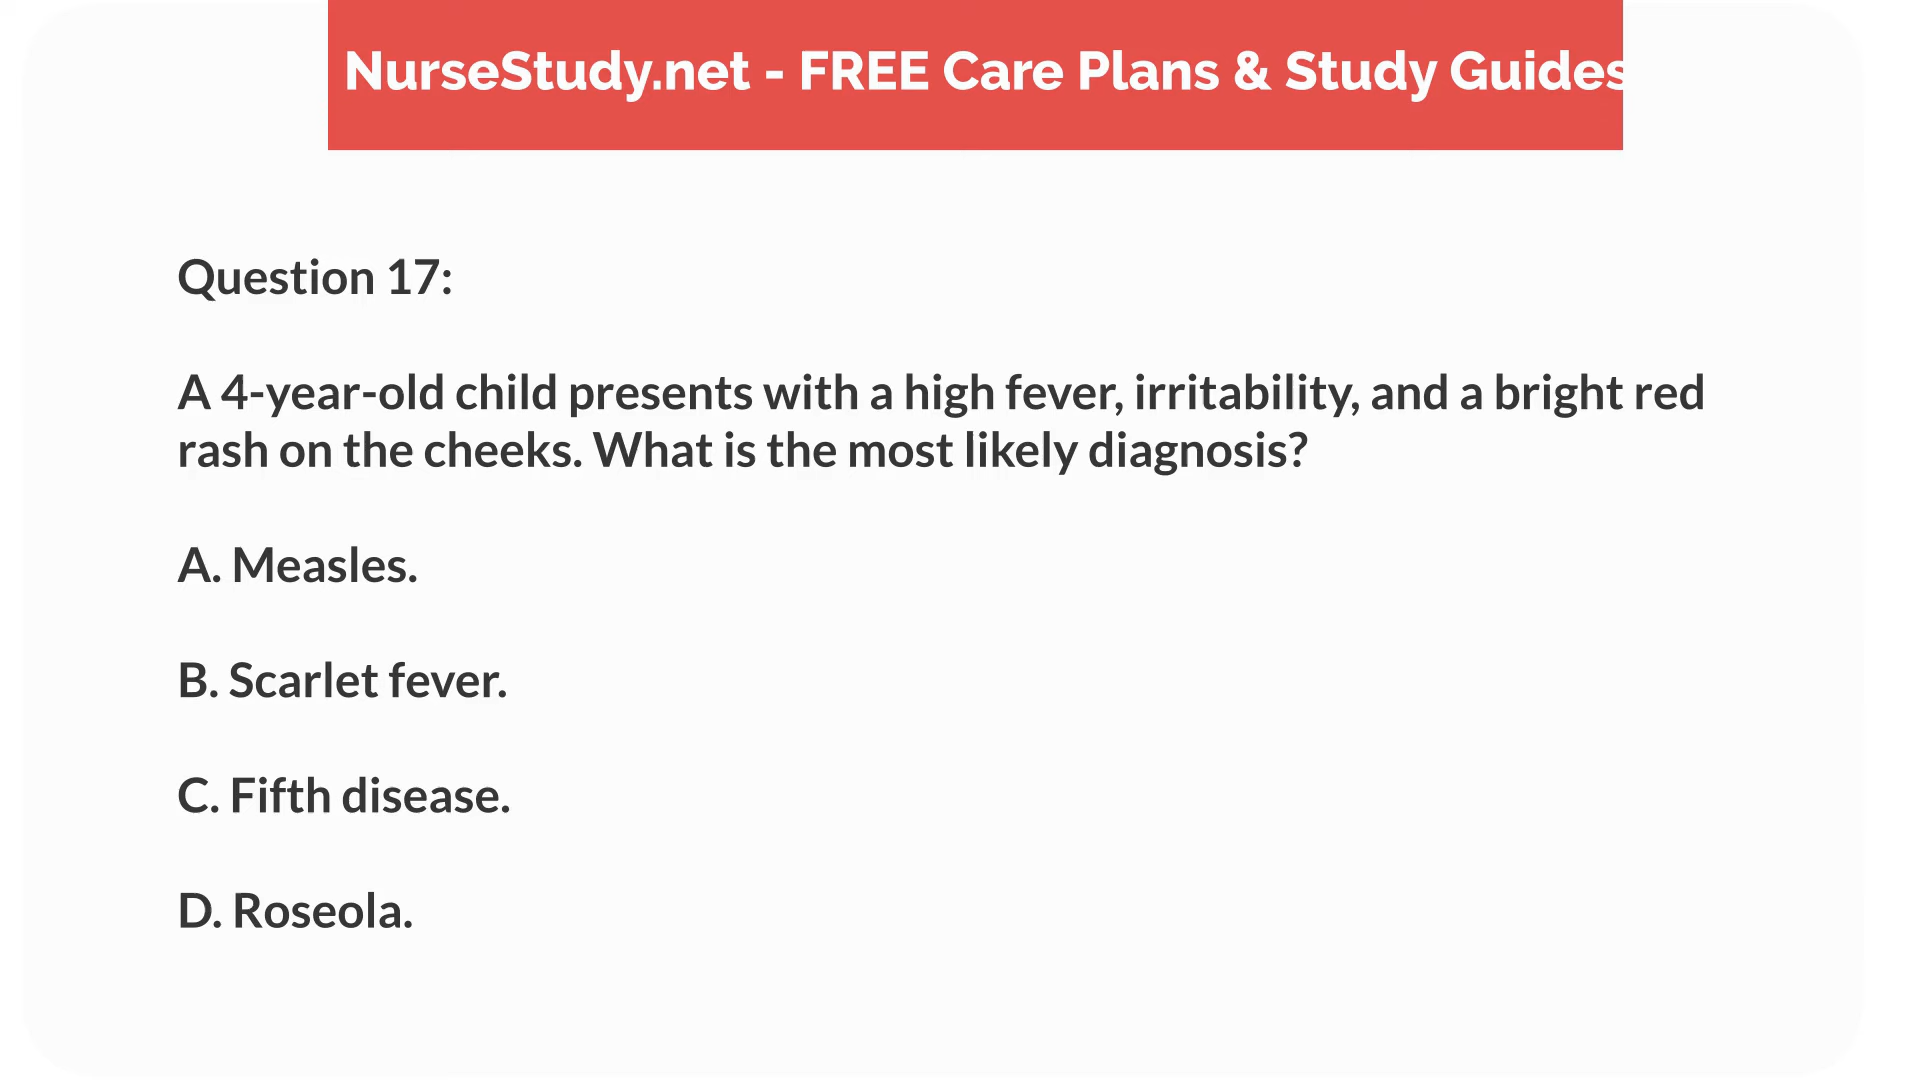 NurseStudy.net - FREE Care Plans & Study Guides
Question 17:
A 4-year-old child presents with a high fever, irritability, and a bright red
rash on the cheeks. What is the most likely diagnosis?
A. Measles.
B. Scarlet fever.
C. Fifth disease.
D. Roseola.